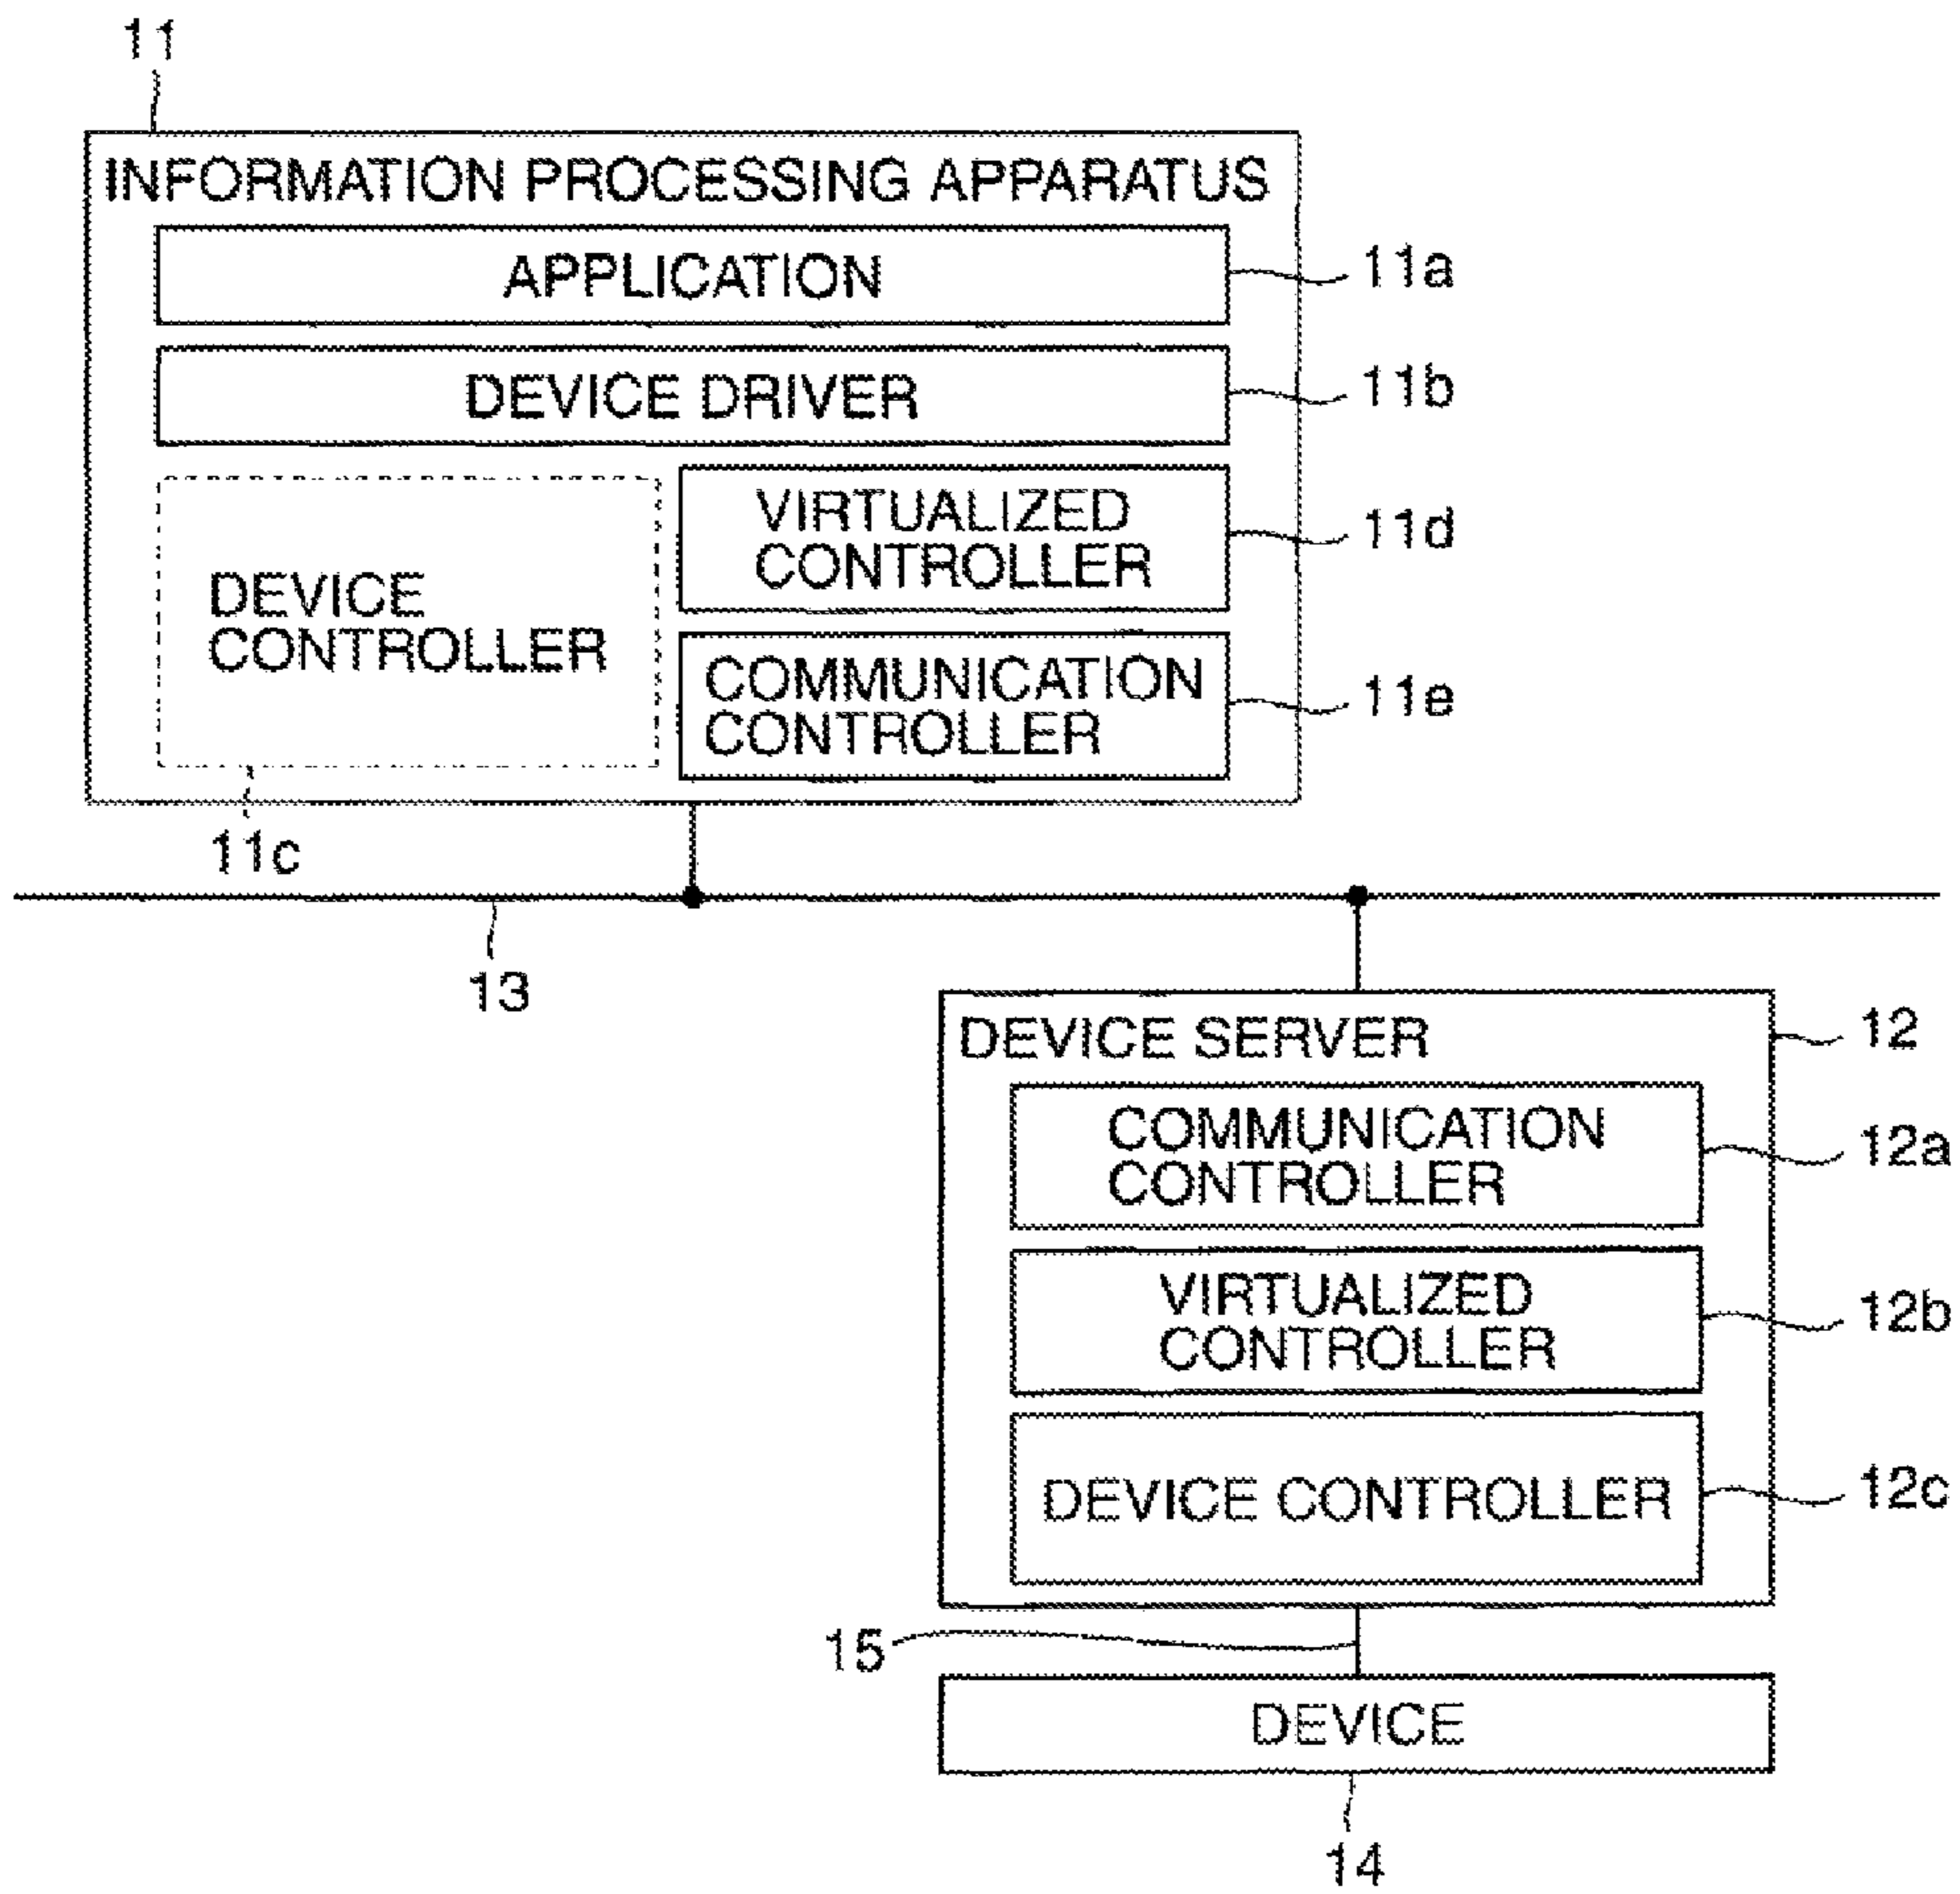 11
INFORMATION PROCESSING APPARATUS
APPLICATION
11a
DEVICE DRIVER
11b
VIRTUALIZED
CONTROLLER
11d
DEVICE
CONTROLLER
COMMUNICATION
CONTROLLER
11e
11c
13
DEVICE SERVER
12
COMMUNICATION
CONTROLLER
12a
VIRTUALIZED
CONTROLLER
12b
DEVICE CONTROLLER
12c
15
DEVICE
14